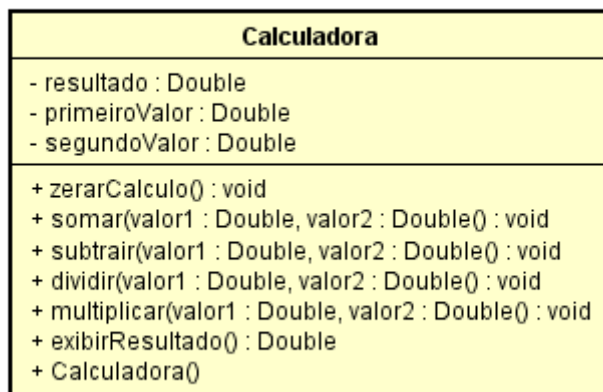 Calculadora
- resultado : Double
- primeiroValor : Double
- segundoValor : Double
+ zerarCalculo() : void
+ somar(valor1 : Double, valor2 : Double() : void
+ subtrair(valor1 : Double, valor2 : Double() : void
+ dividir(valor1 : Double, valor2 : Double() : void
+ multiplicar(valor1 : Double, valor2 : Double() : void
+ exibirResultado() : Double
+ Calculadora()